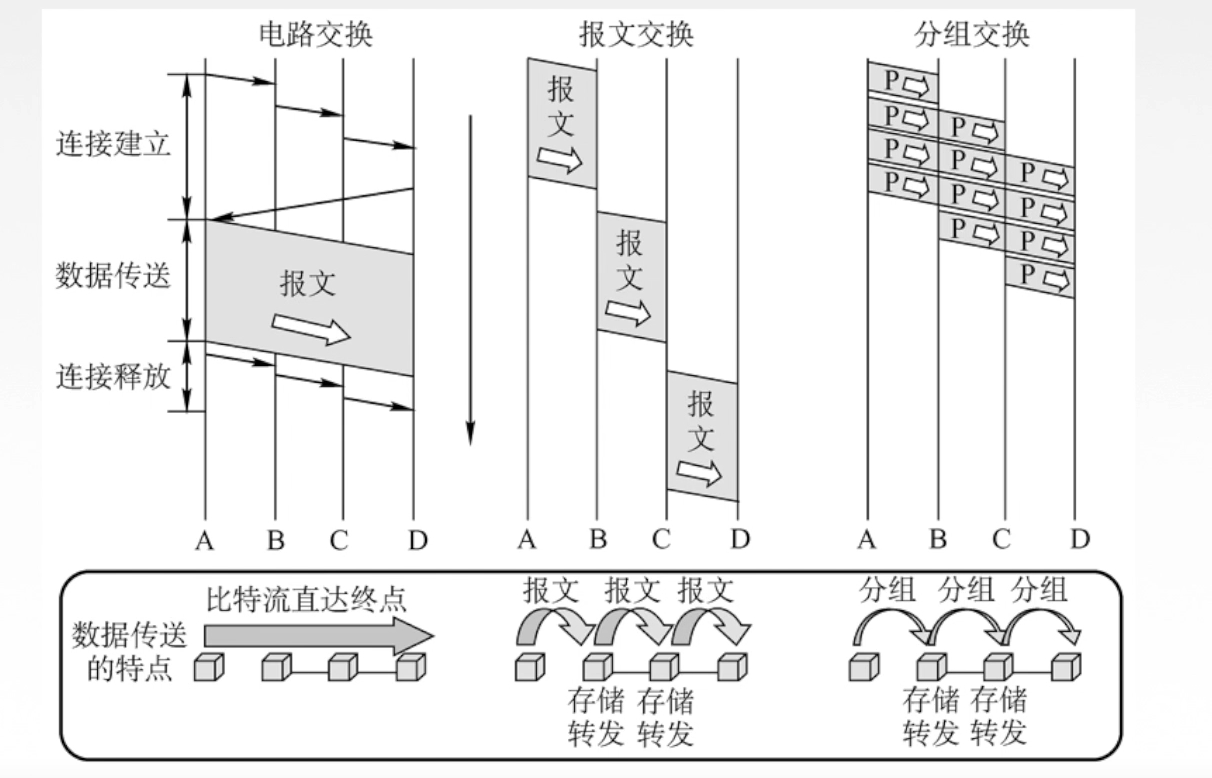 电路交换
报文交换
分组交换
连接建立
数据传送
连接释放
报文
报
文
报
文
报
文
P
P
P
P
P
P
P
P
P
P
P
P
A B C D
A B C D
A B C D
数据传送
的特点
比特流直达终点
报文 报文 报文
存储 存储
转发 转发
分组 分组 分组
存储 存储
转发 转发